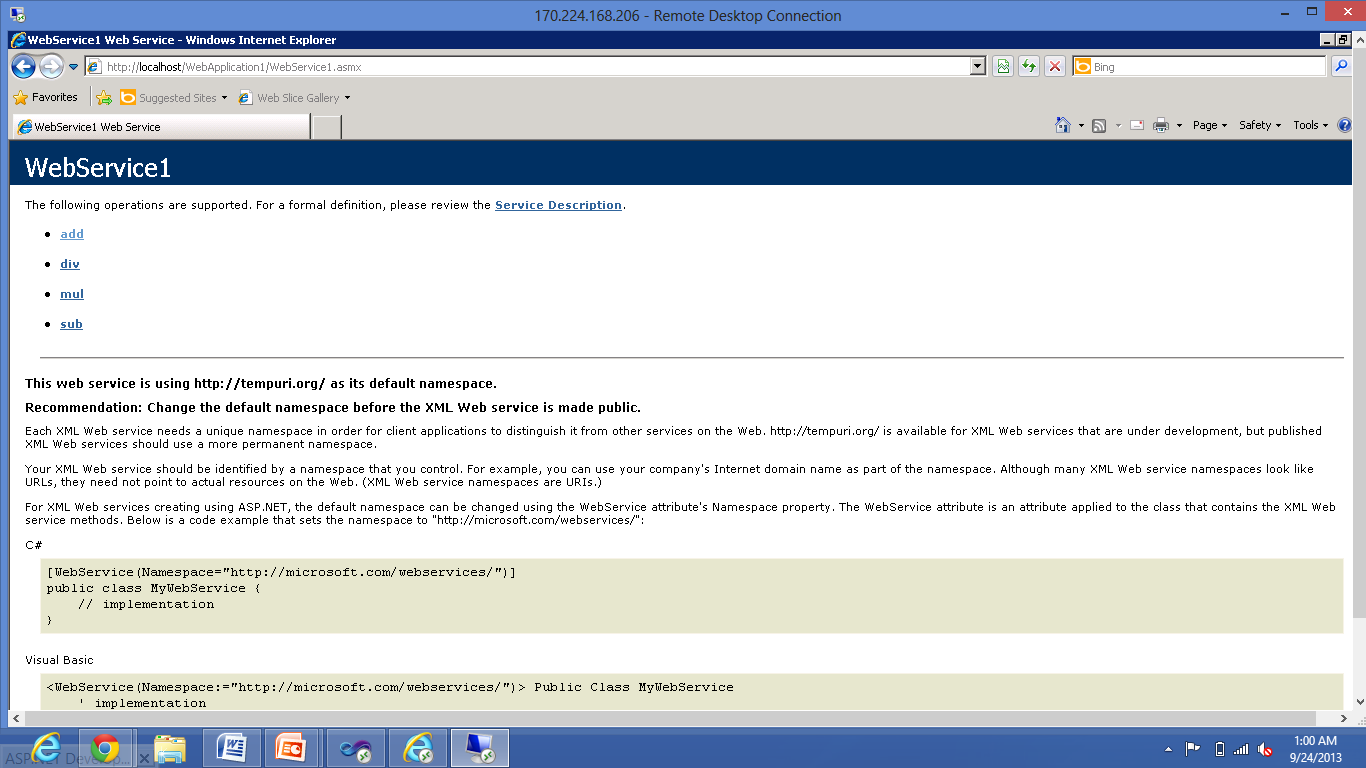 170.224.168.206 - Remote Desktop Connection
WebService1 Web Service - Windows Internet Explorer
http://localhost/WebApplication1/WebService1.asmx
Bing
Favorites Suggested Sites Web Slice Gallery
WebService1 Web Service
Page Safety Tools
WebService1
The following operations are supported. For a formal definition, please review the Service Description.
add
div
mul
sub
This web service is using http://tempuri.org/ as its default namespace.
Recommendation: Change the default namespace before the XML Web service is made public.
Each XML Web service needs a unique namespace in order for client applications to distinguish it from other services on the Web. http://tempuri.org/ is available for XML Web services that are under development, but published
XML Web services should use a more permanent namespace.
Your XML Web service should be identified by a namespace that you control. For example, you can use your company's Internet domain name as part of the namespace. Although many XML Web service namespaces look like
URLs, they need not point to actual resources on the Web. (XML Web service namespaces are URIs.)
For XML Web services creating using ASP.NET, the default namespace can be changed using the WebService attribute's Namespace property. The WebService attribute is an attribute applied to the class that contains the XML Web
service methods. Below is a code example that sets the namespace to "http://microsoft.com/webservices/":
C#
[WebService(Namespace="http://microsoft.com/webservices/")]
public class MyWebService {
// implementation
}
Visual Basic
<WebService(Namespace:="http://microsoft.com/webservices/")> Public Class MyWebService
' implementation
ASP.NET Develop...
1:00 AM
9/24/2013